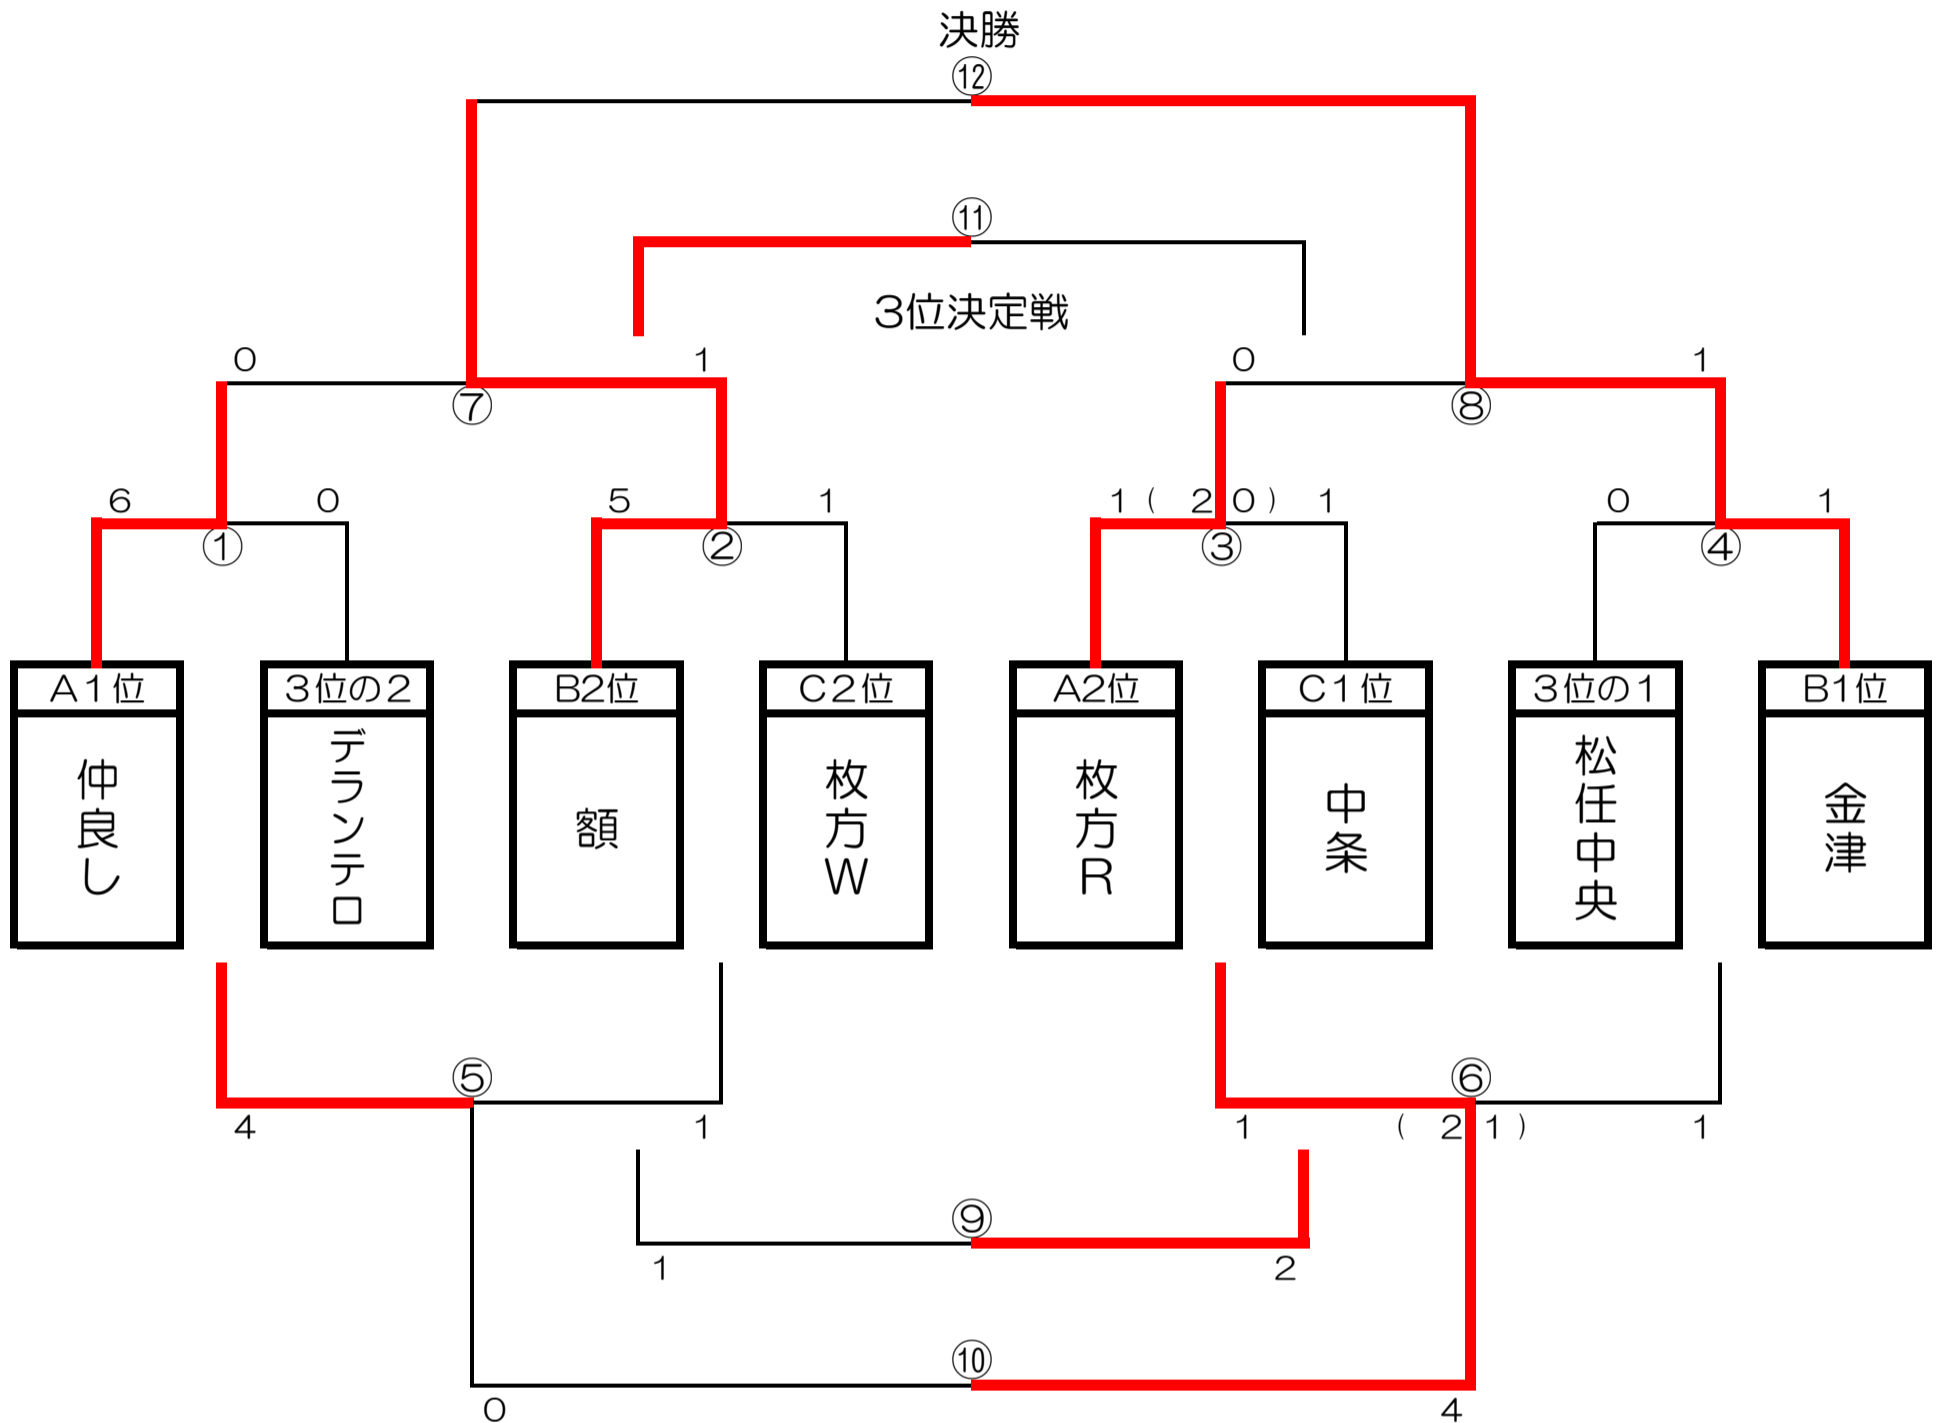 決勝
⑫
⑪
3位決定戦
0 1 0 1
⑦ ⑧
6 0 5 1 1( 2 0) 1 0 1
① ② ③ ④
A1位 3位の2 B2位 C2位 A2位 C1位 3位の1 B1位
仲良し
デランテロ
額
枚方W
枚方R
中条
松任中央
金津
⑤ ⑥
4 1 1 ( 2 1 ) 1
⑨
1 2
⑩
0 4